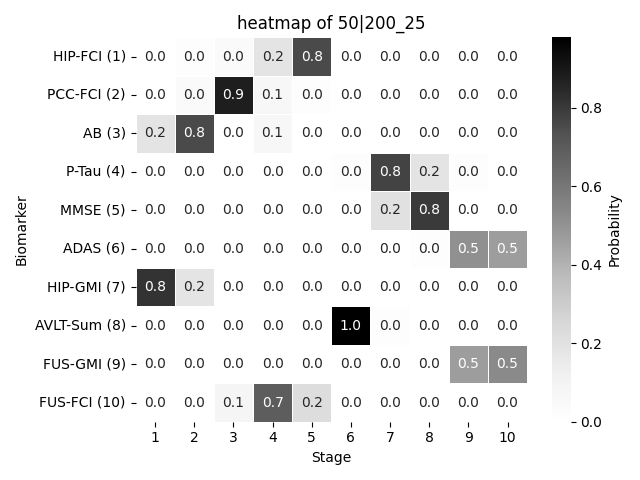 heatmap of 50|200_25
HIP-FCI (1) 0.0 0.0 0.0 0.2 0.8 0.0 0.0 0.0 0.0 0.0
PCC-FCI (2) 0.0 0.0 0.9 0.1 0.0 0.0 0.0 0.0 0.0 0.0
AB (3) 0.2 0.8 0.0 0.1 0.0 0.0 0.0 0.0 0.0 0.0
P-Tau (4) 0.0 0.0 0.0 0.0 0.0 0.0 0.8 0.2 0.0 0.0
MMSE (5) 0.0 0.0 0.0 0.0 0.0 0.0 0.2 0.8 0.0 0.0
ADAS (6) 0.0 0.0 0.0 0.0 0.0 0.0 0.0 0.0 0.5 0.5
HIP-GMI (7) 0.8 0.2 0.0 0.0 0.0 0.0 0.0 0.0 0.0 0.0
AVLT-Sum (8) 0.0 0.0 0.0 0.0 0.0 1.0 0.0 0.0 0.0 0.0
FUS-GMI (9) 0.0 0.0 0.0 0.0 0.0 0.0 0.0 0.0 0.5 0.5
FUS-FCI (10) 0.0 0.0 0.1 0.7 0.2 0.0 0.0 0.0 0.0 0.0
1 2 3 4 5 6 7 8 9 10
Stage
Biomarker
0.8
0.6
0.4
0.2
0.0
Probability